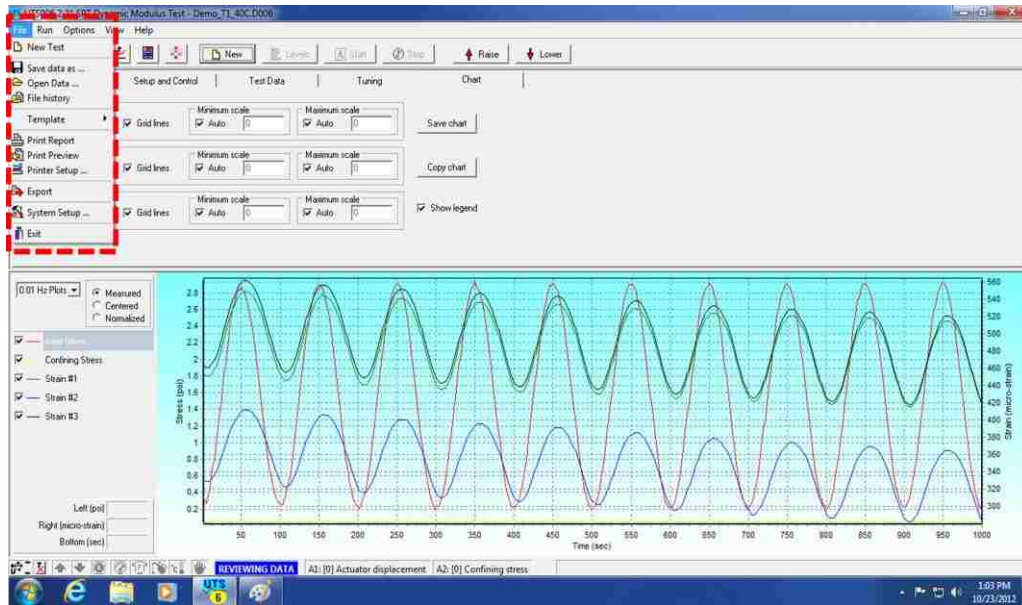 UTS006 2.21 SPT Dynamic Modulus Test - Demo_T1_40C.D006
File Run Options View Help
New Test
Save data as ...
Open Data ...
File history
Template
Print Report
Print Preview
Printer Setup ...
Export
System Setup ...
Exit
New Levels Start Stop Raise Lower
Setup and Control Test Data Tuning Chart
Minimum scale Maximum scale
Grid lines Auto 0 Auto 0 Save chart
Minimum scale Maximum scale
Grid lines Auto 0 Auto 0 Copy chart
Minimum scale Maximum scale
Grid lines Auto 0 Auto 0 Show legend
0.01 Hz Plots
Measured
Centered
Normalized
Axial Stress
Confining Stress
Strain #1
Strain #2
Strain #3
Left (psi)
Right (micro-strain)
Bottom (sec)
Stress (psi)
2.8
2.6
2.4
2.2
2
1.8
1.6
1.4
1.2
1
0.8
0.6
0.4
0.2
50 100 150 200 250 300 350 400 450 500 550 600 650 700 750 800 850 900 950 1000
Time (sec)
560
540
520
500
480
460
440
420
400
380
360
340
320
300
Strain (micro-strain)
REVIEWING DATA A1: [0] Actuator displacement A2: [0] Confining stress
UTS
6
1:03 PM
10/23/2012